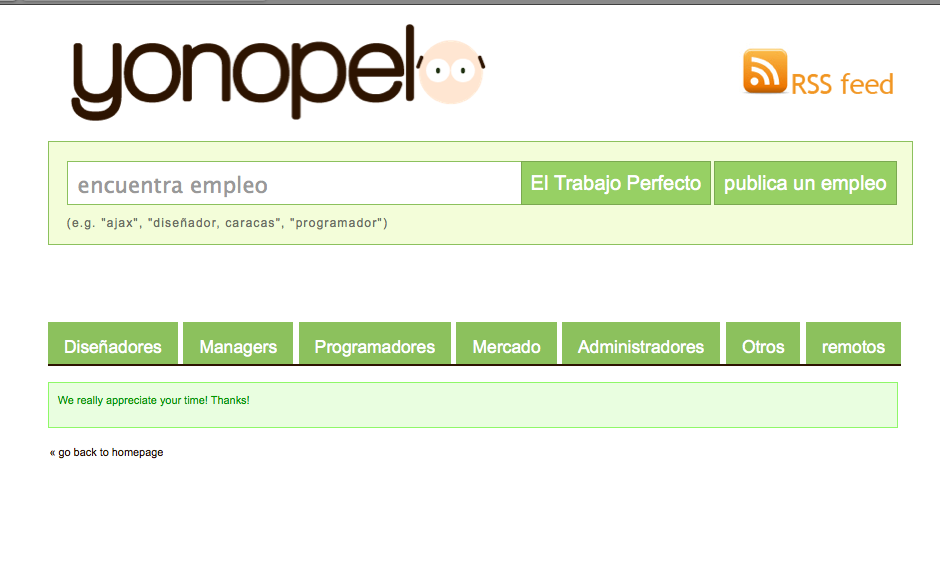 yonopelo
RSS feed
encuentra empleo
El Trabajo Perfecto
publica un empleo
(e.g. "ajax", "diseñador, caracas", "programador")
Diseñadores Managers Programadores Mercado Administradores Otros remotos
We really appreciate your time! Thanks!
« go back to homepage